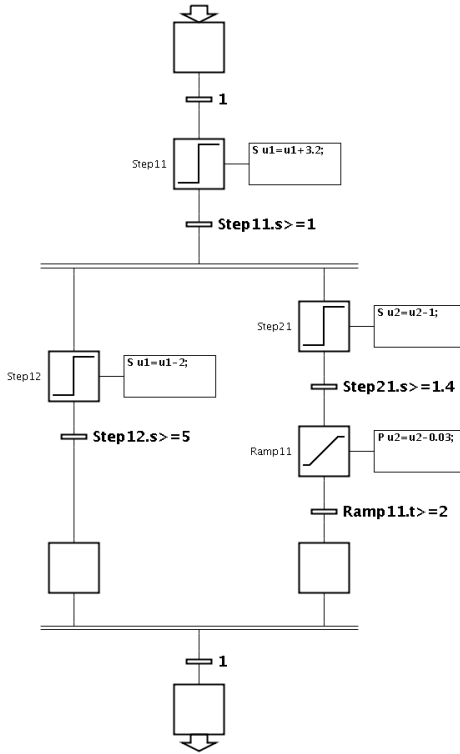 1
Step11
S u1=u1+3.2;
Step11.s>=1
Step21
S u2=u2-1;
Step12
S u1=u1-2;
Step21.s>=1.4
Step12.s>=5
Ramp11
P u2=u2-0.03;
Ramp11.t>=2
1